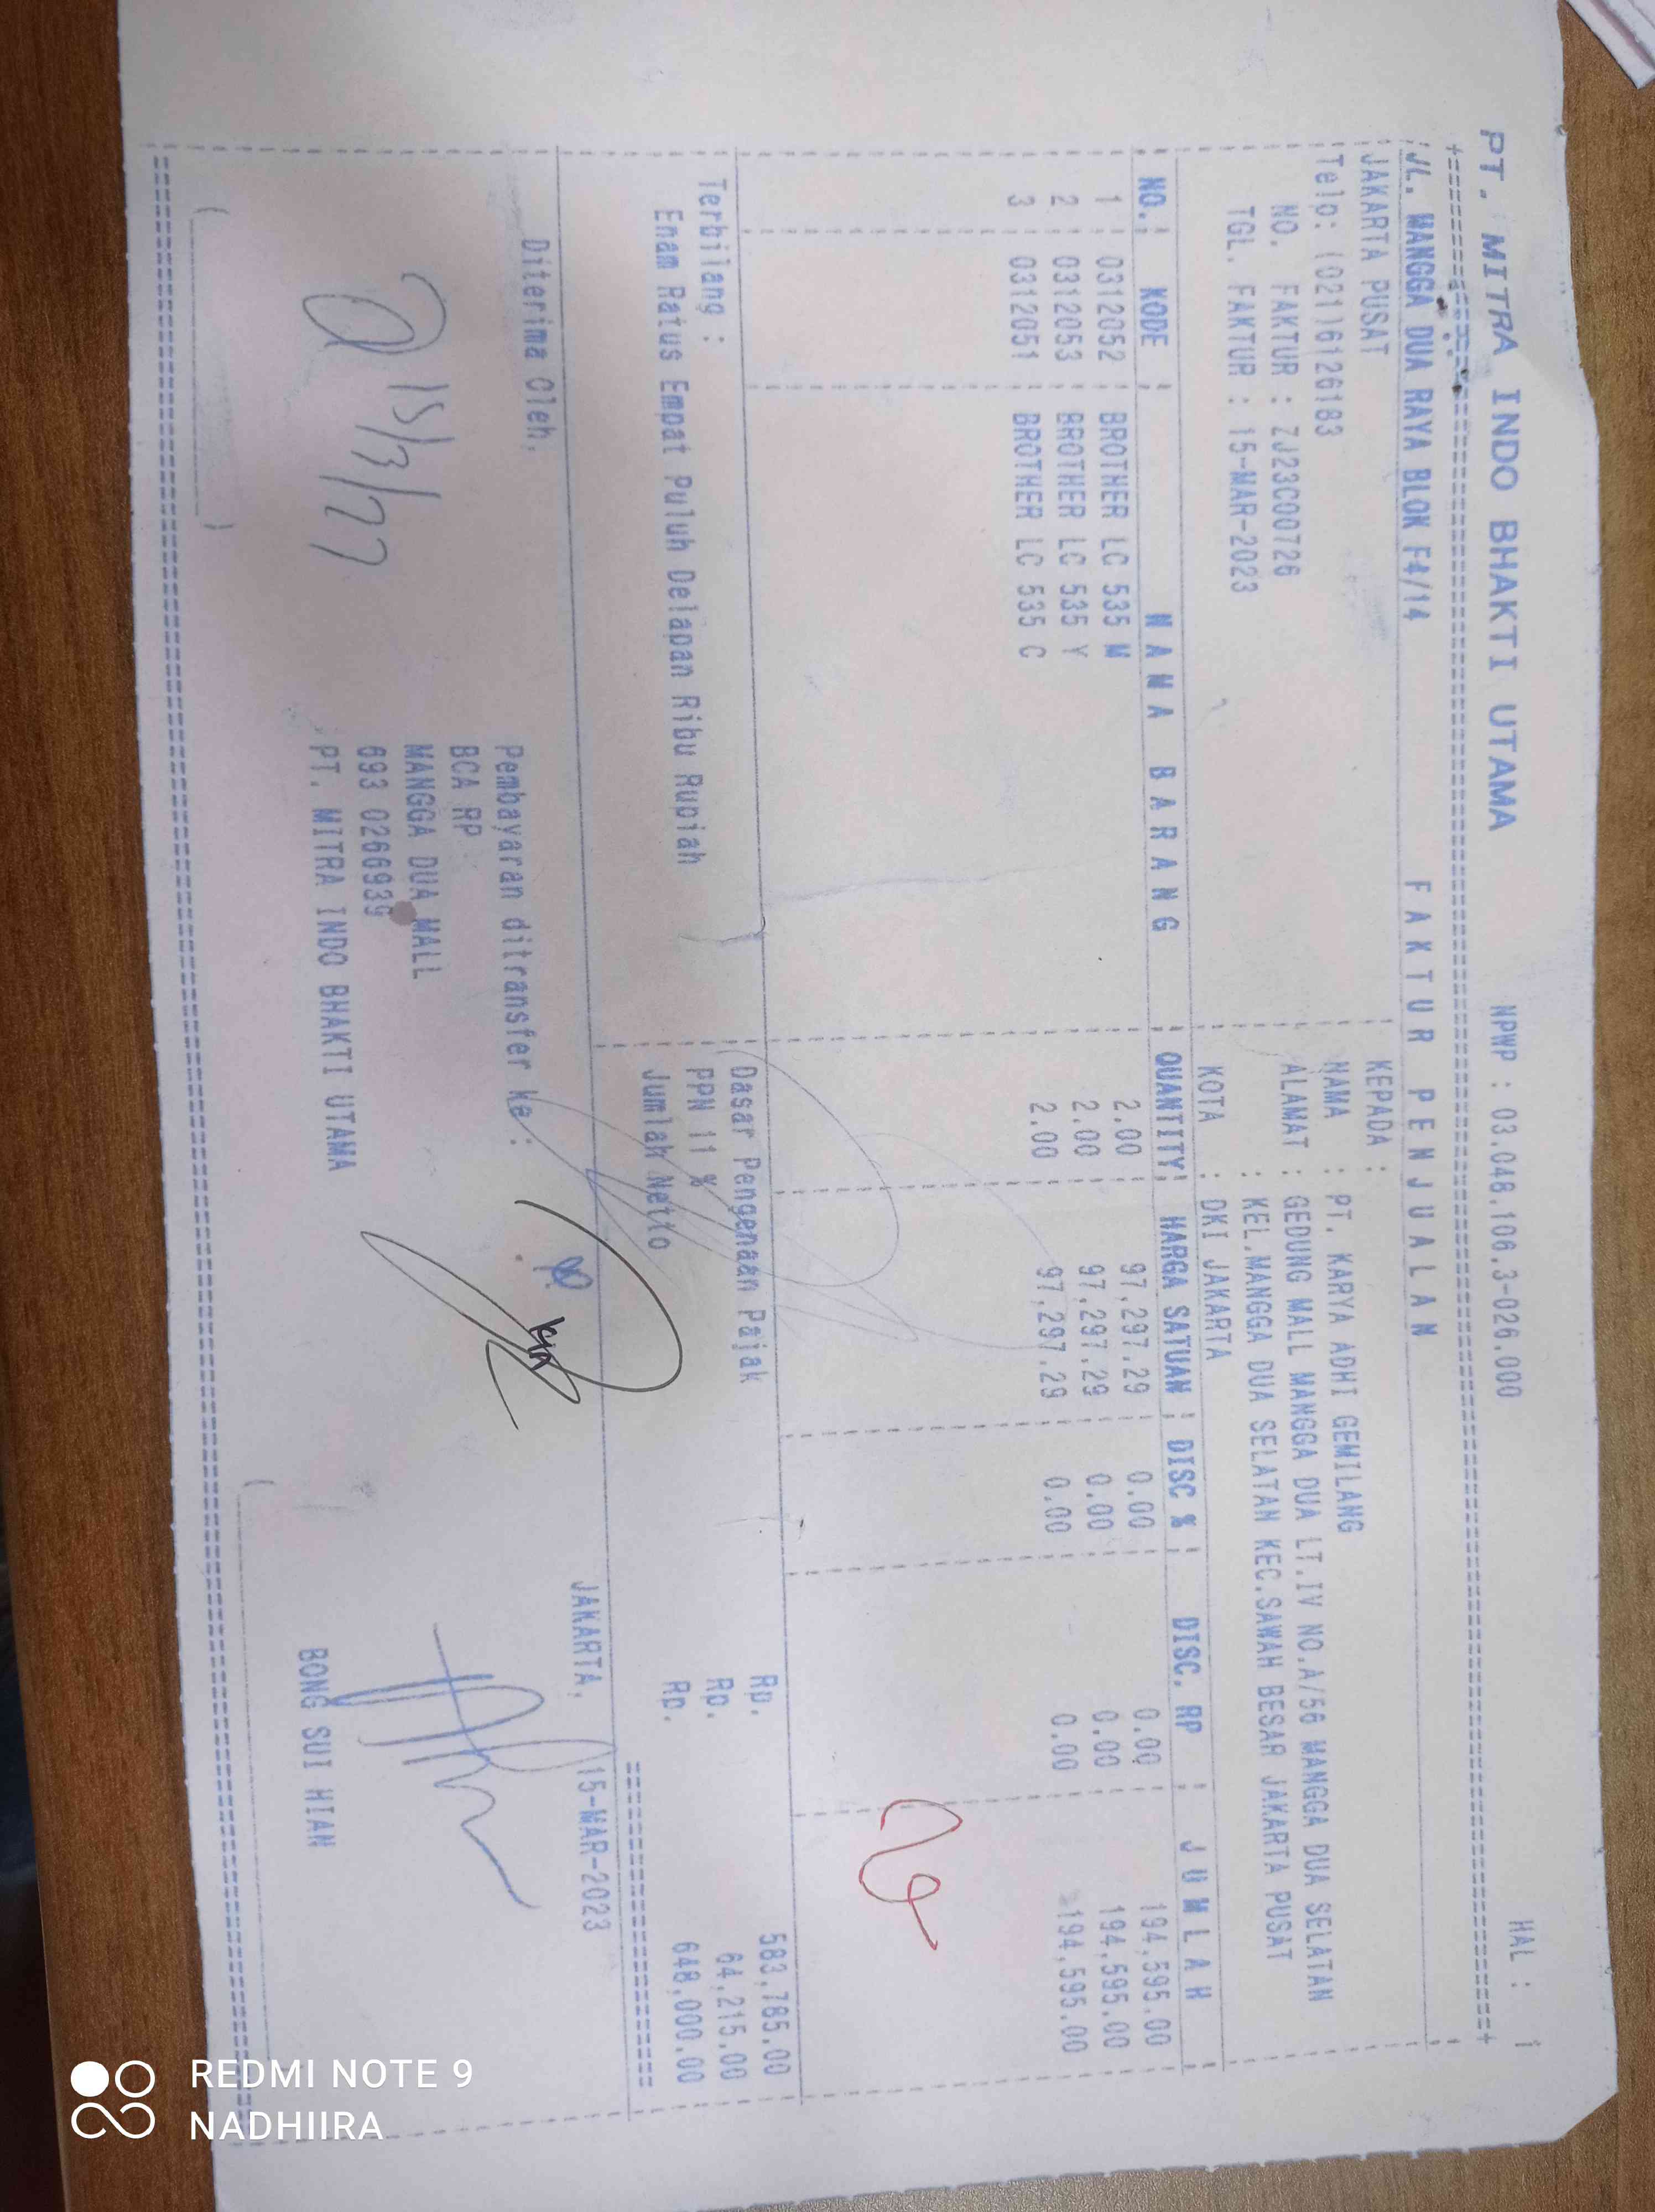 PT. MITRA INDO BHAKTI UTAMA NPWP : 03.048.106.3-026.000 HAL : 1
JL. MANGGA DUA RAYA BLOK F4/14 F A K T U R P E N J U A L A N
JAKARTA PUSAT KEPADA :
Telp: (021)6126183 NAMA : PT. KARYA ADHI GEMILANG
NO. FAKTUR : ZJ23C00726 ALAMAT : GEDUNG MALL MANGGA DUA LT.IV NO.A/56 MANGGA DUA SELATAN
TGL. FAKTUR : 15-MAR-2023 : KEL.MANGGA DUA SELATAN KEC.SAWAH BESAR JAKARTA PUSAT
KOTA : DKI JAKARTA
NO. KODE N A M A B A R A N G QUANTITY HARGA SATUAN DISC % DISC. RP J U M L A H
1 0312052 BROTHER LC 535 M 2.00 97,297.29 0.00 0.00 194,595.00
2 0312053 BROTHER LC 535 Y 2.00 97,297.29 0.00 0.00 194,595.00
3 0312051 BROTHER LC 535 C 2.00 97,297.29 0.00 0.00 194,595.00
Terbilang : Dasar Pengenaan Pajak Rp. 583,785.00
Enam Ratus Empat Puluh Delapan Ribu Rupiah PPN 11 % Rp. 64,215.00
Jumlah Netto Rp. 648,000.00
Diterima Oleh, Pembayaran ditransfer ke : JAKARTA, 15-MAR-2023
BCA RP
MANGGA DUA MALL
693 0266939
PT. MITRA INDO BHAKTI UTAMA BONG SUI HIAN
REDMI NOTE 9
NADHIIRA